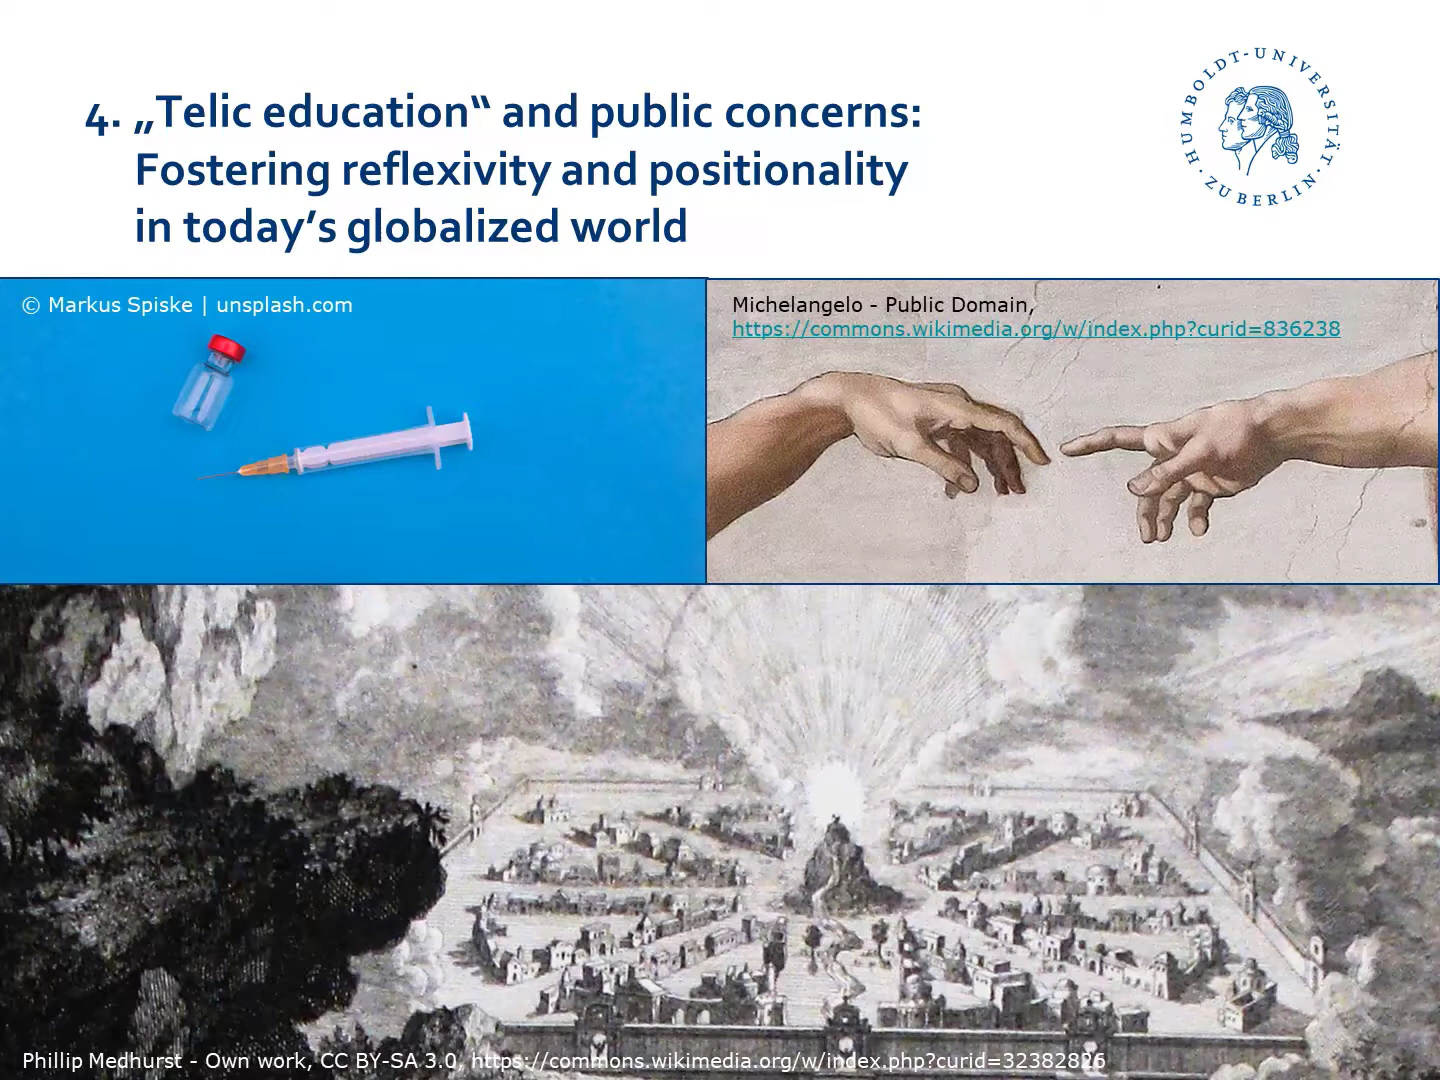 4. „Telic education“ and public concerns:
Fostering reflexivity and positionality
in today’s globalized world
HUMBOLDT-UNIVERSITÄT
· ZU BERLIN ·
© Markus Spiske | unsplash.com
Michelangelo - Public Domain,
https://commons.wikimedia.org/w/index.php?curid=836238
Phillip Medhurst - Own work, CC BY-SA 3.0, https://commons.wikimedia.org/w/index.php?curid=32382826